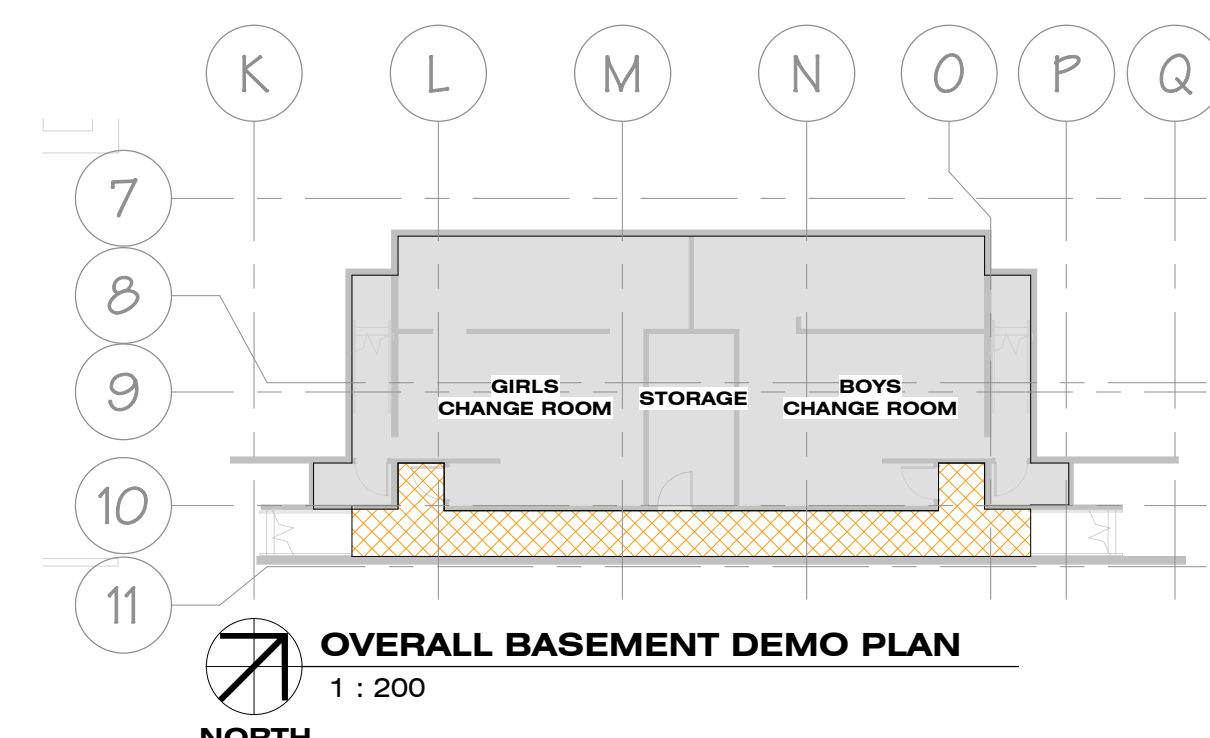 K L M N O P Q
7
8
9
10
11
GIRLS
CHANGE ROOM
STORAGE
BOYS
CHANGE ROOM
OVERALL BASEMENT DEMO PLAN
1 : 200
NORTH